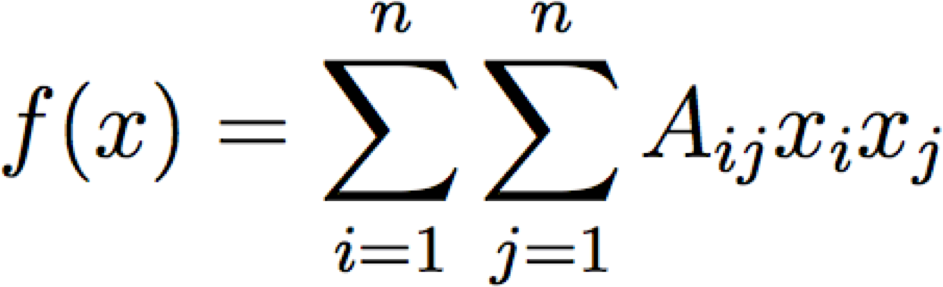 f(x) = \sum_{i=1}^{n} \sum_{j=1}^{n} A_{ij} x_i x_j